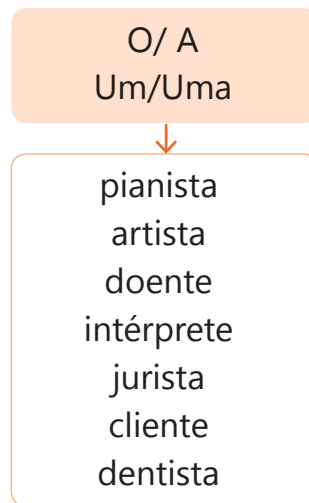 O/ A
Um/Uma
pianista
artista
doente
intérprete
jurista
cliente
dentista